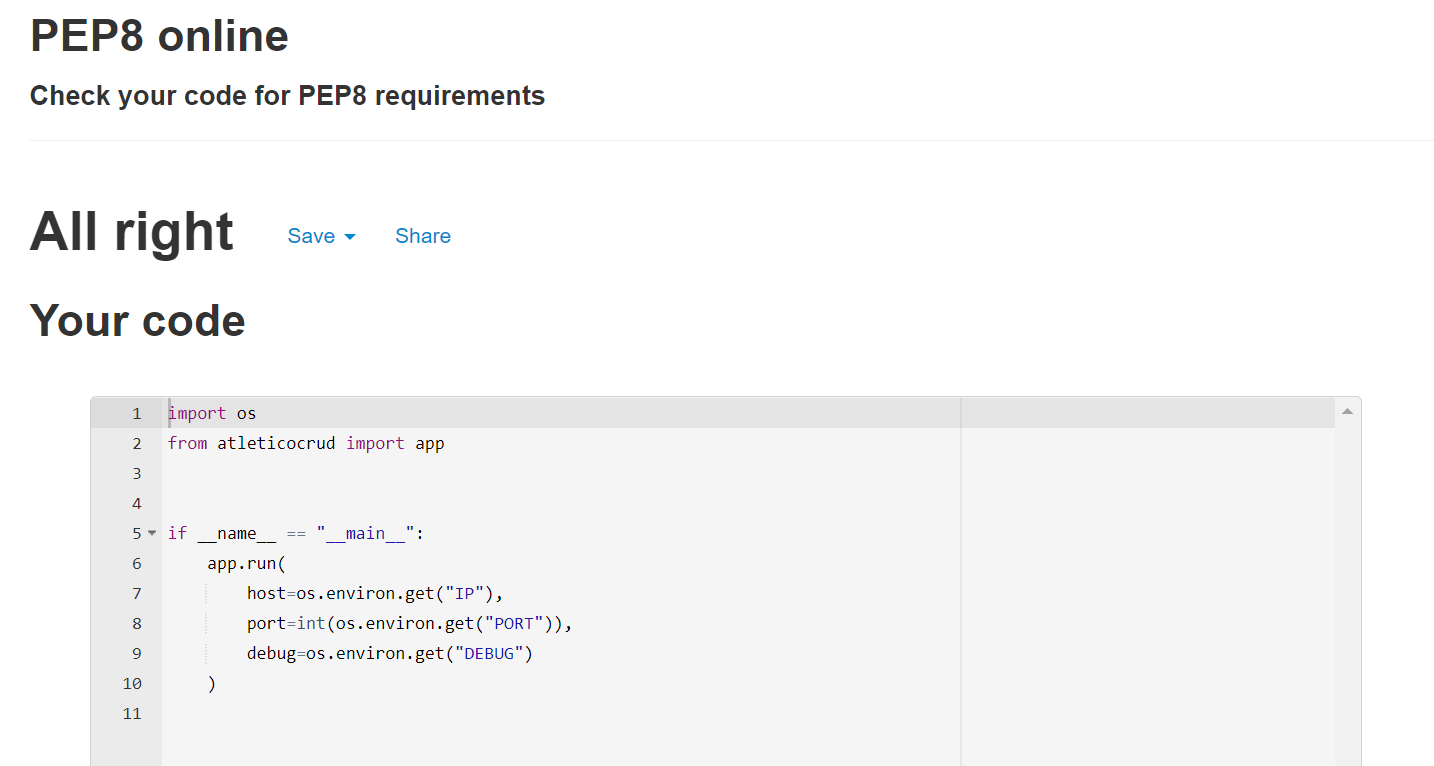 PEP8 online
Check your code for PEP8 requirements
All right Save Share
Your code
1 import os
2 from atleticocrud import app
3
4
5 if __name__ == "__main__":
6     app.run(
7         host=os.environ.get("IP"),
8         port=int(os.environ.get("PORT")),
9         debug=os.environ.get("DEBUG")
10     )
11